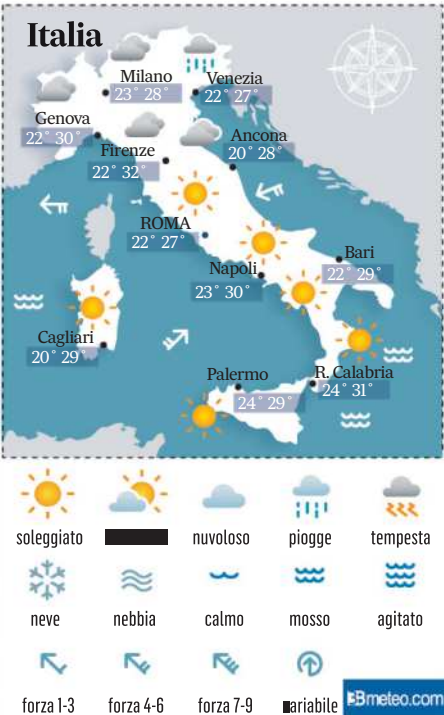 Italia
Milano
23° 28°
Venezia
22° 27°
Genova
22° 30°
Firenze
22° 32°
Ancona
20° 28°
ROMA
22° 27°
Napoli
23° 30°
Bari
22° 29°
Cagliari
20° 29°
Palermo
24° 29°
R. Calabria
24° 31°
soleggiato
nuvoloso
piogge
tempesta
neve
nebbia
calmo
mosso
agitato
forza 1-3
forza 4-6
forza 7-9
ariabile
3Bmeteo.com